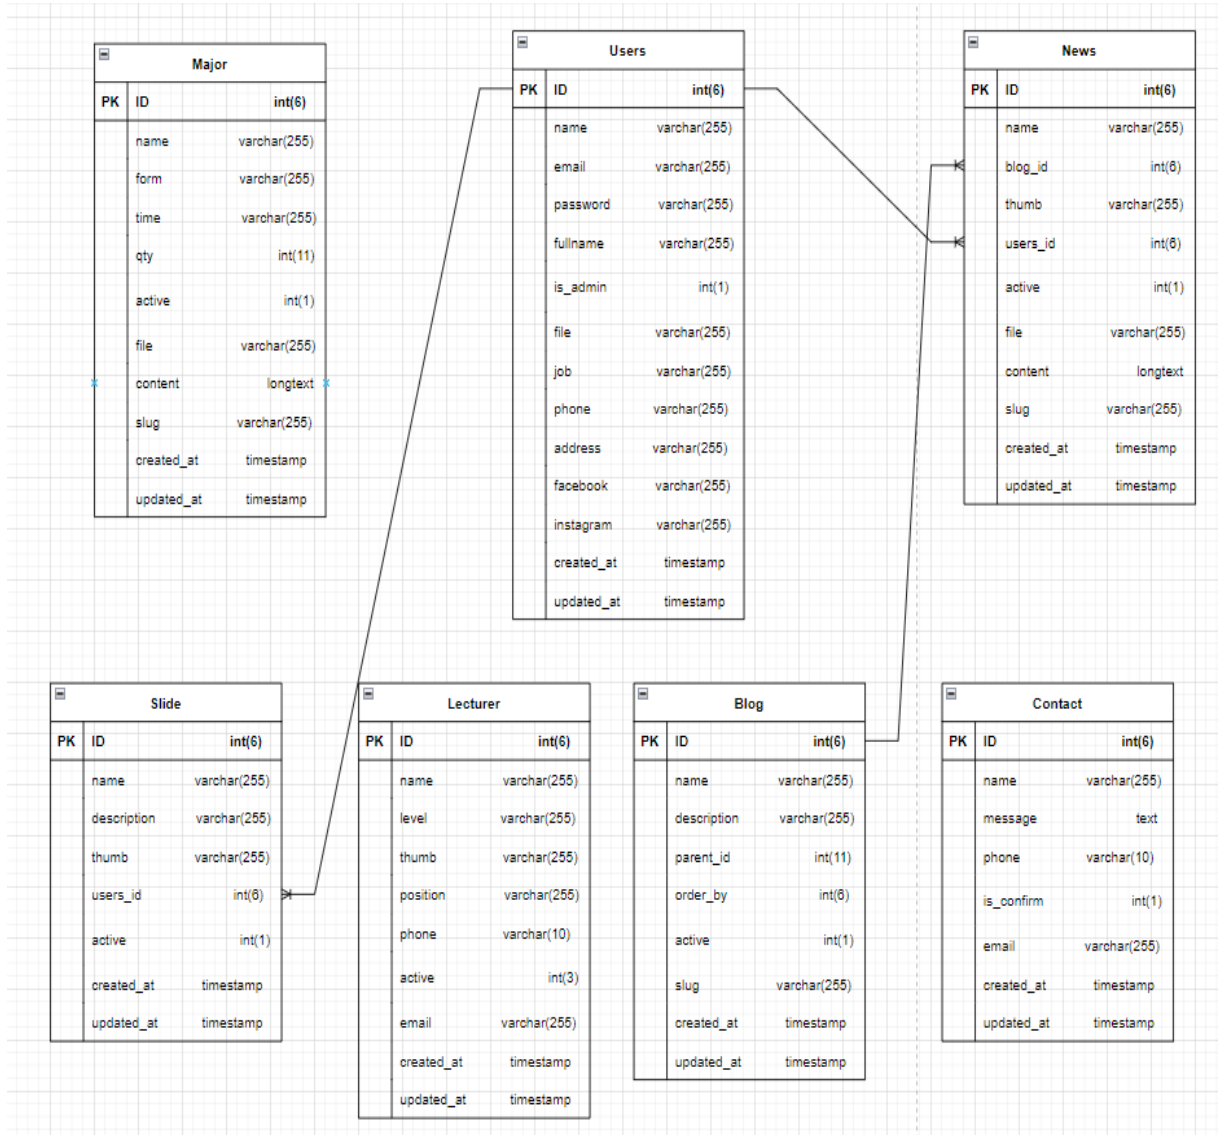 Major
PK ID int(6)
name varchar(255)
form varchar(255)
time varchar(255)
qty int(11)
active int(1)
file varchar(255)
content longtext
slug varchar(255)
created_at timestamp
updated_at timestamp
Users
PK ID int(6)
name varchar(255)
email varchar(255)
password varchar(255)
fullname varchar(255)
is_admin int(1)
file varchar(255)
job varchar(255)
phone varchar(255)
address varchar(255)
facebook varchar(255)
instagram varchar(255)
created_at timestamp
updated_at timestamp
News
PK ID int(6)
name varchar(255)
blog_id int(6)
thumb varchar(255)
users_id int(6)
active int(1)
file varchar(255)
content longtext
slug varchar(255)
created_at timestamp
updated_at timestamp
Slide
PK ID int(6)
name varchar(255)
description varchar(255)
thumb varchar(255)
users_id int(6)
active int(1)
created_at timestamp
updated_at timestamp
Lecturer
PK ID int(6)
name varchar(255)
level varchar(255)
thumb varchar(255)
position varchar(255)
phone varchar(10)
active int(3)
email varchar(255)
created_at timestamp
updated_at timestamp
Blog
PK ID int(6)
name varchar(255)
description varchar(255)
parent_id int(11)
order_by int(6)
active int(1)
slug varchar(255)
created_at timestamp
updated_at timestamp
Contact
PK ID int(6)
name varchar(255)
message text
phone varchar(10)
is_confirm int(1)
email varchar(255)
created_at timestamp
updated_at timestamp